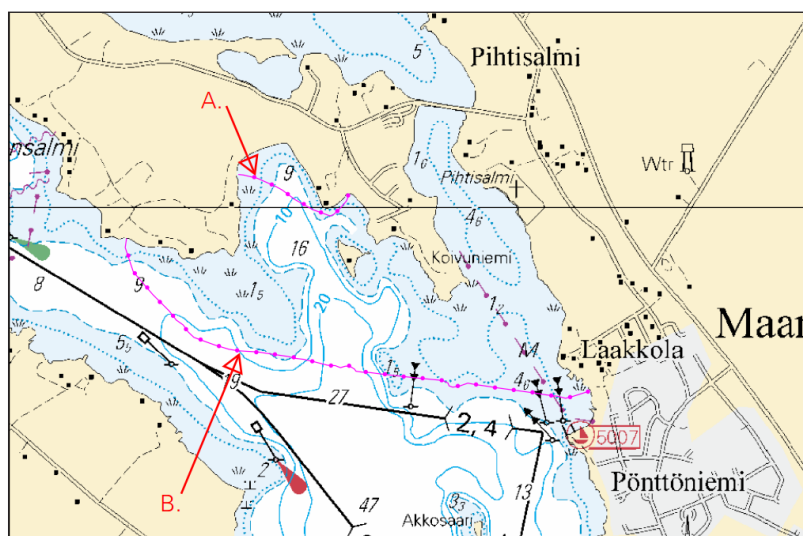 5
Pihtisalmi
A.
nsalmi
9
1₆
Pihtisalmi
Wtr
4₆
10
16
Koivuniemi
8
9
1₅
20
1₂
Maar
5₅
M
Laakkola
1₅
4₆
9
27
2,4
5007
B.
2
13
Pönttöniemi
47
3₃
Akkosaari